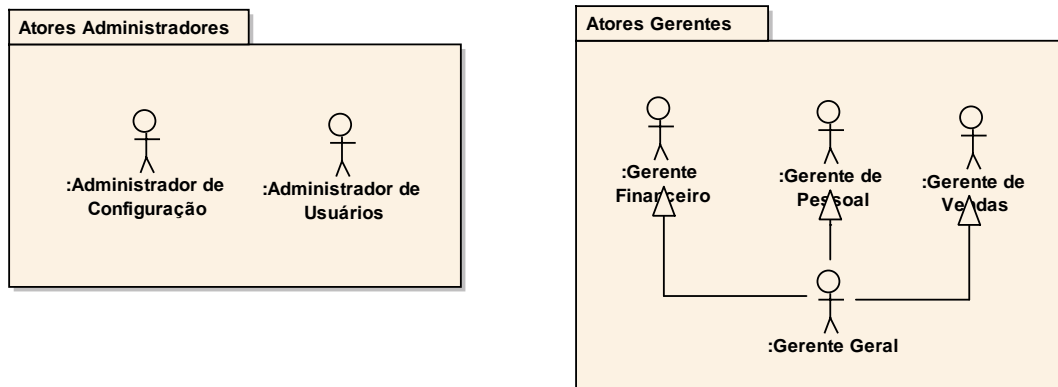 Atores Administradores
:Administrador de
Configuração
:Administrador de
Usuários
Atores Gerentes
:Gerente
Financeiro
:Gerente de
Pessoal
:Gerente de
Vendas
:Gerente Geral